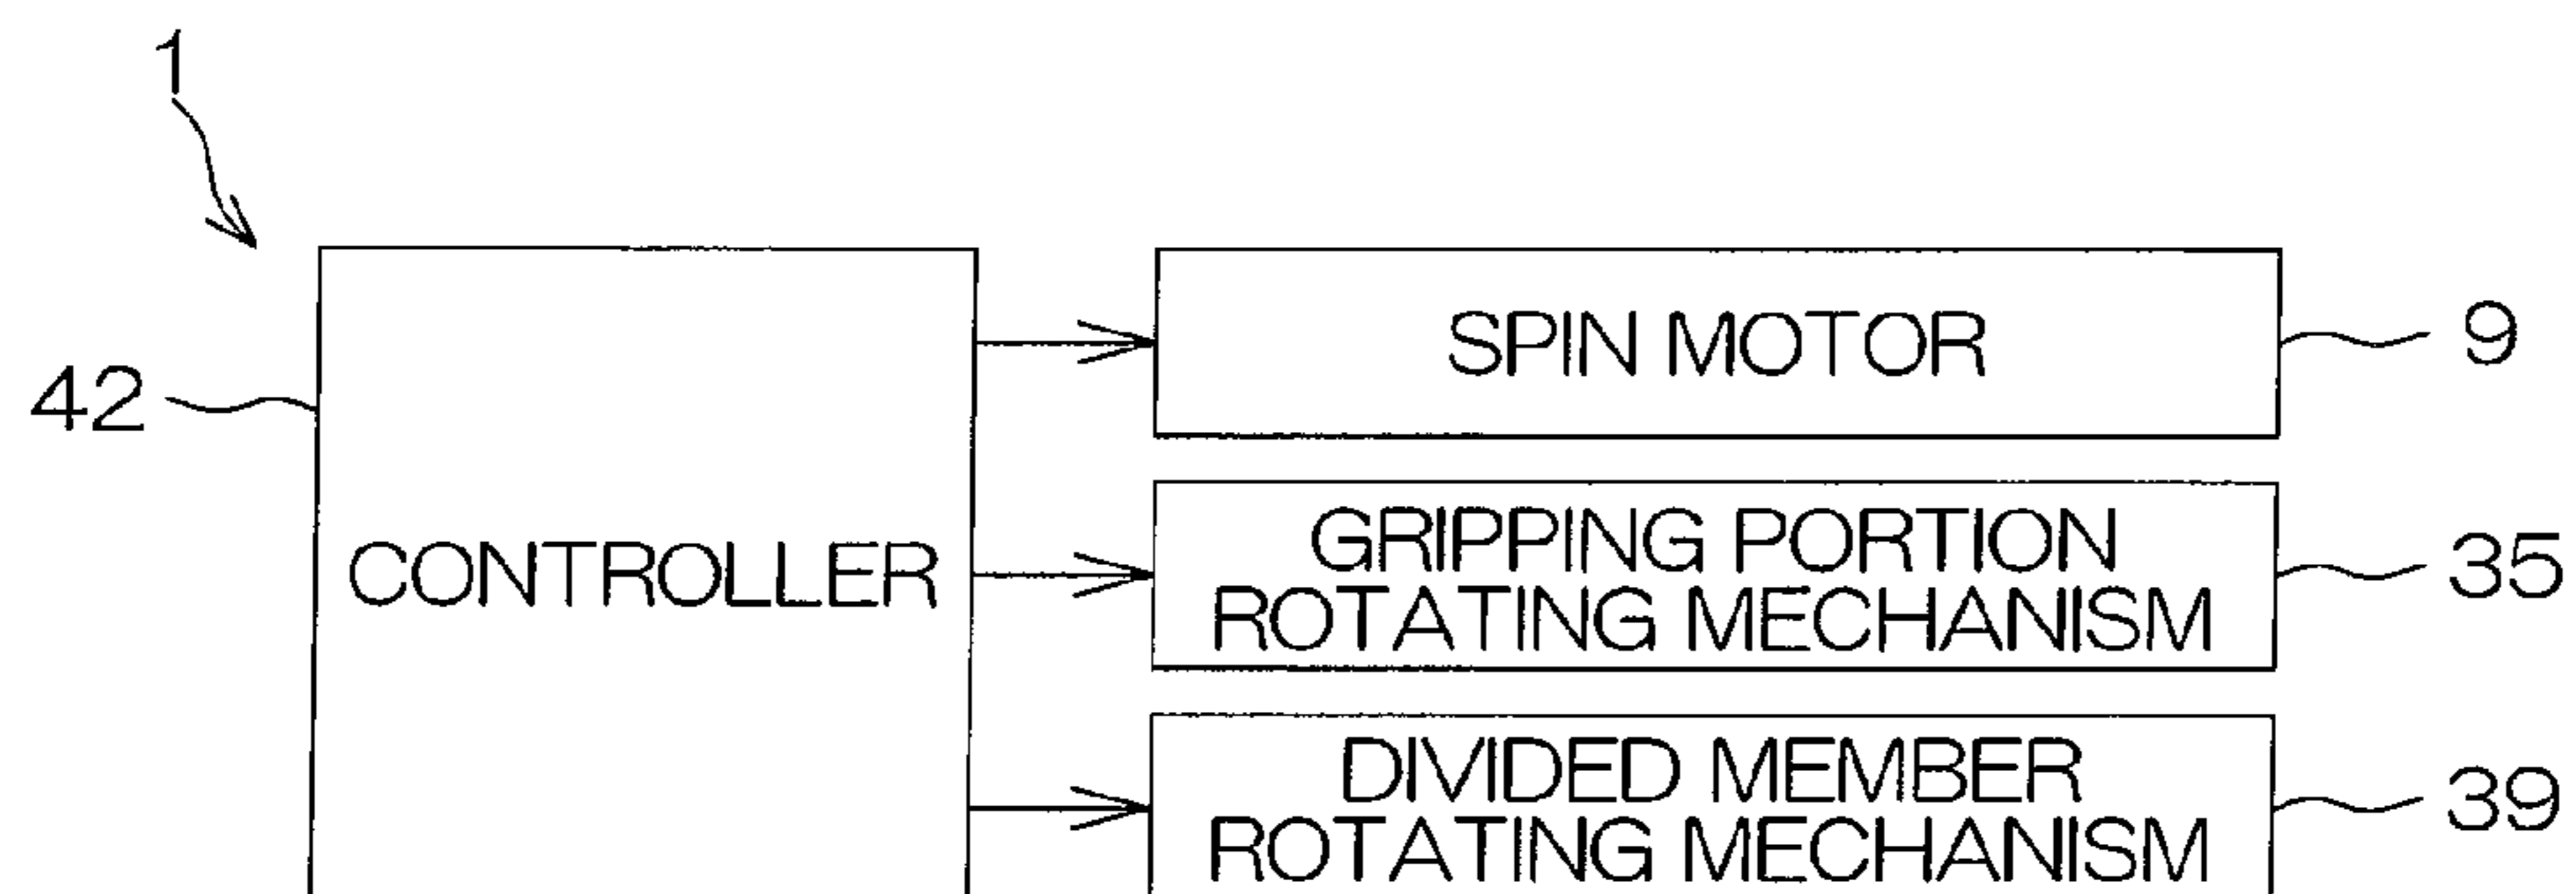 1
SPIN MOTOR
9
42
CONTROLLER
GRIPPING PORTION
ROTATING MECHANISM
35
DIVIDED MEMBER
ROTATING MECHANISM
39